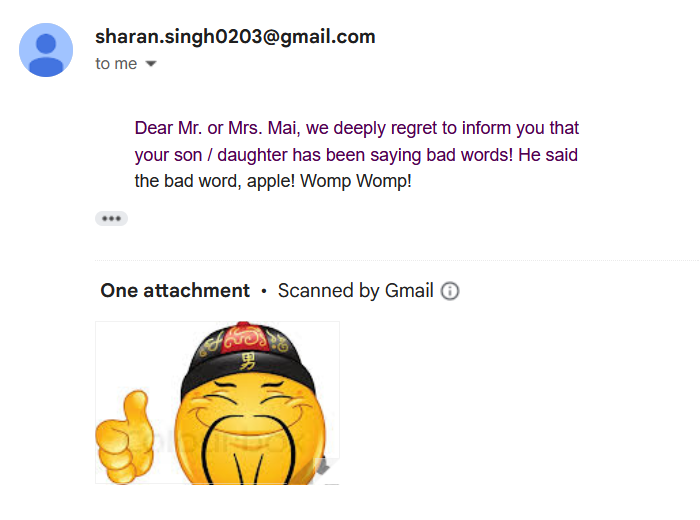 sharan.singh0203@gmail.com
to me
Dear Mr. or Mrs. Mai, we deeply regret to inform you that
your son / daughter has been saying bad words! He said
the bad word, apple! Womp Womp!
One attachment • Scanned by Gmail
男